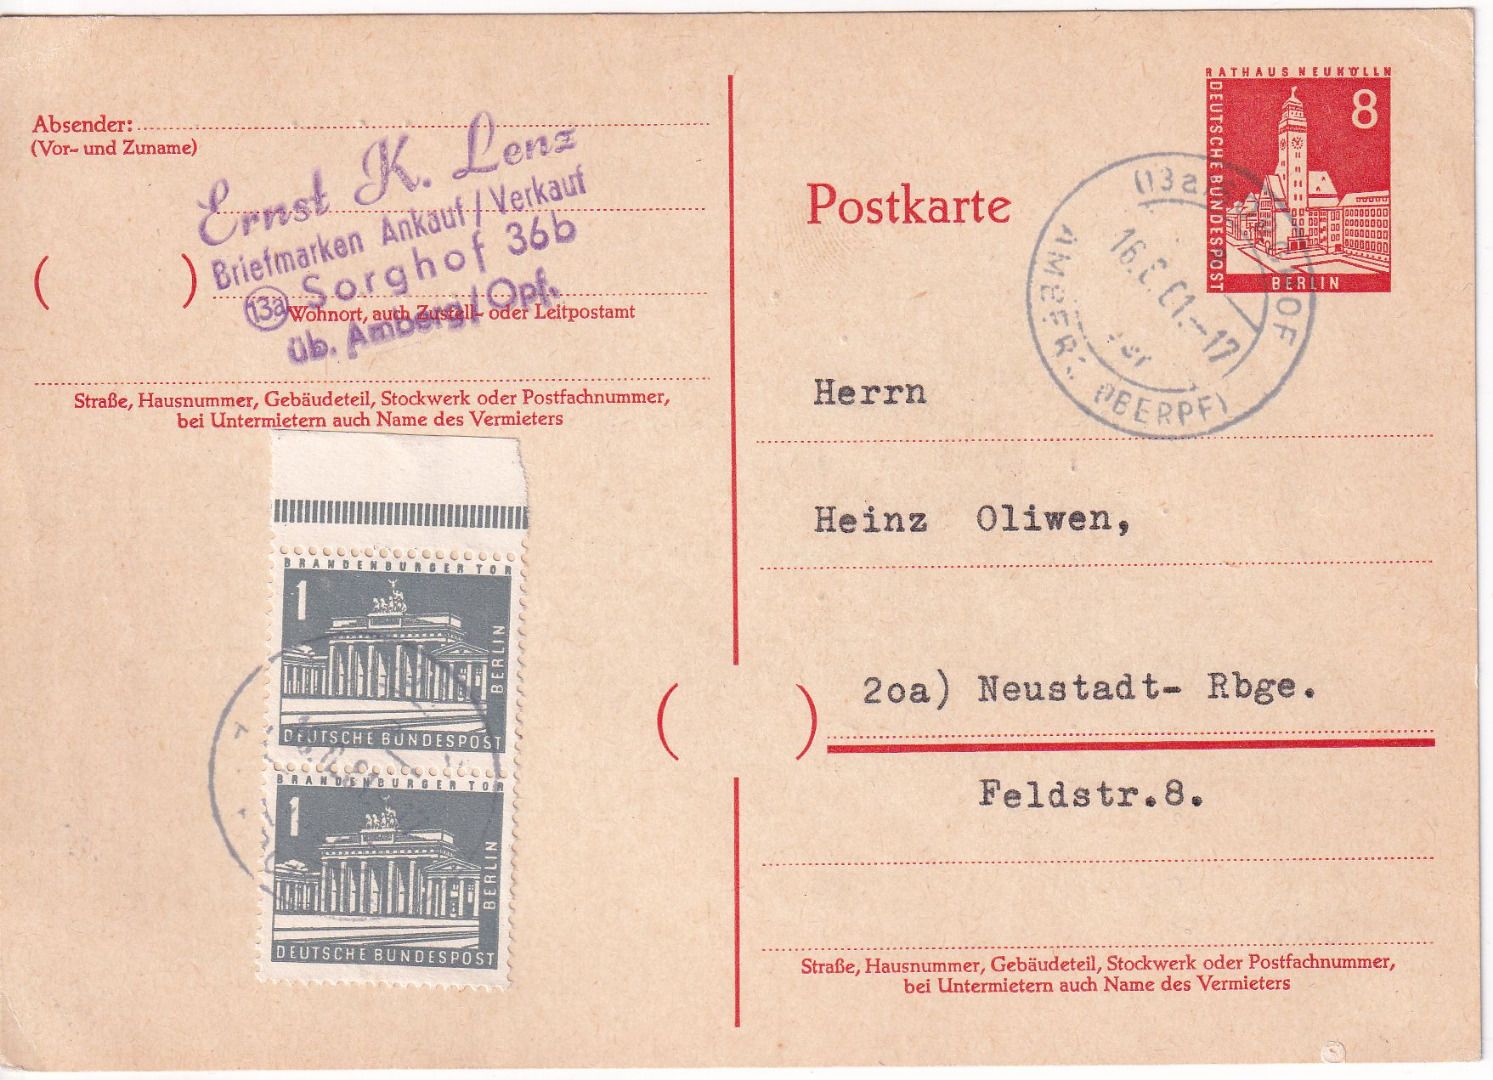 Absender:
(Vor- und Zuname)
Ernst K. Lenz
Briefmarken Ankauf / Verkauf
13a Sorghof 36b
üb. Amberg / Opf.
( )
Wohnort, auch Zustell- oder Leitpostamt
Straße, Hausnummer, Gebäudeteil, Stockwerk oder Postfachnummer,
bei Untermietern auch Name des Vermieters
BRANDENBURGER TOR
1
BERLIN
DEUTSCHE BUNDESPOST
BRANDENBURGER TOR
1
BERLIN
DEUTSCHE BUNDESPOST
RATHAUS NEUKÖLLN
DEUTSCHE BUNDESPOST
8
BERLIN
Postkarte
(13a)
16. -17
Herrn
Heinz Oliwen,
( )
2oa) Neustadt- Rbge.
Feldstr.8.
Straße, Hausnummer, Gebäudeteil, Stockwerk oder Postfachnummer,
bei Untermietern auch Name des Vermieters